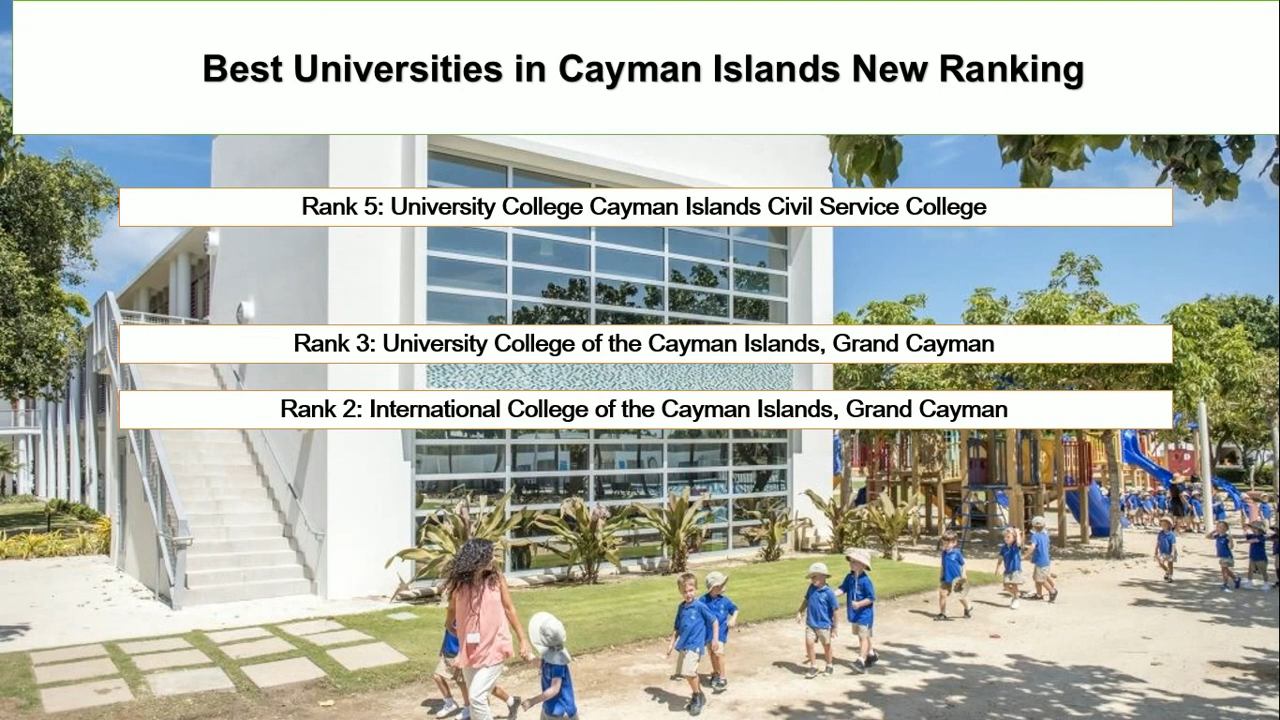 Best Universities in Cayman Islands New Ranking
Rank 5: University College Cayman Islands Civil Service College
Rank 3: University College of the Cayman Islands, Grand Cayman
Rank 2: International College of the Cayman Islands, Grand Cayman